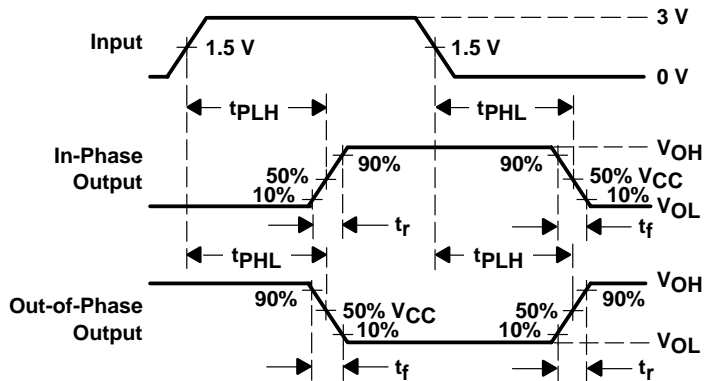 3 V
Input
1.5 V
1.5 V
0 V
tPLH
tPHL
In-Phase
Output
VOH
90%
90%
50%
50% VCC
10%
10%
VOL
tr
tf
tPHL
tPLH
Out-of-Phase
Output
VOH
90%
90%
50% VCC
50%
10%
10%
VOL
tf
tr